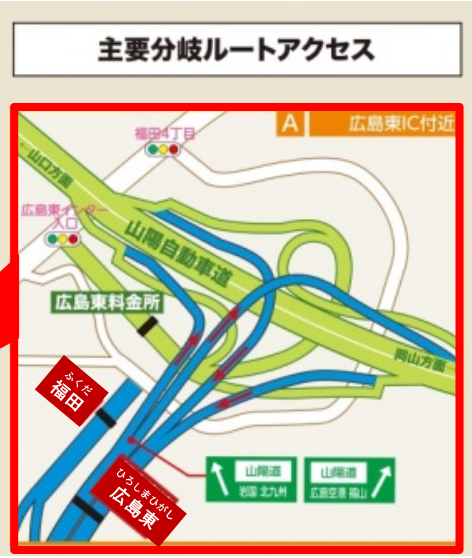 主要分岐ルートアクセス
A 広島東IC付近
福田4丁目
←山口方面
広島東インター
入口
山陽自動車道
広島東料金所
岡山方面
ふくだ
福田
山陽道
岩国 北九州
山陽道
広島空港 福山
ひろしまひがし
広島東